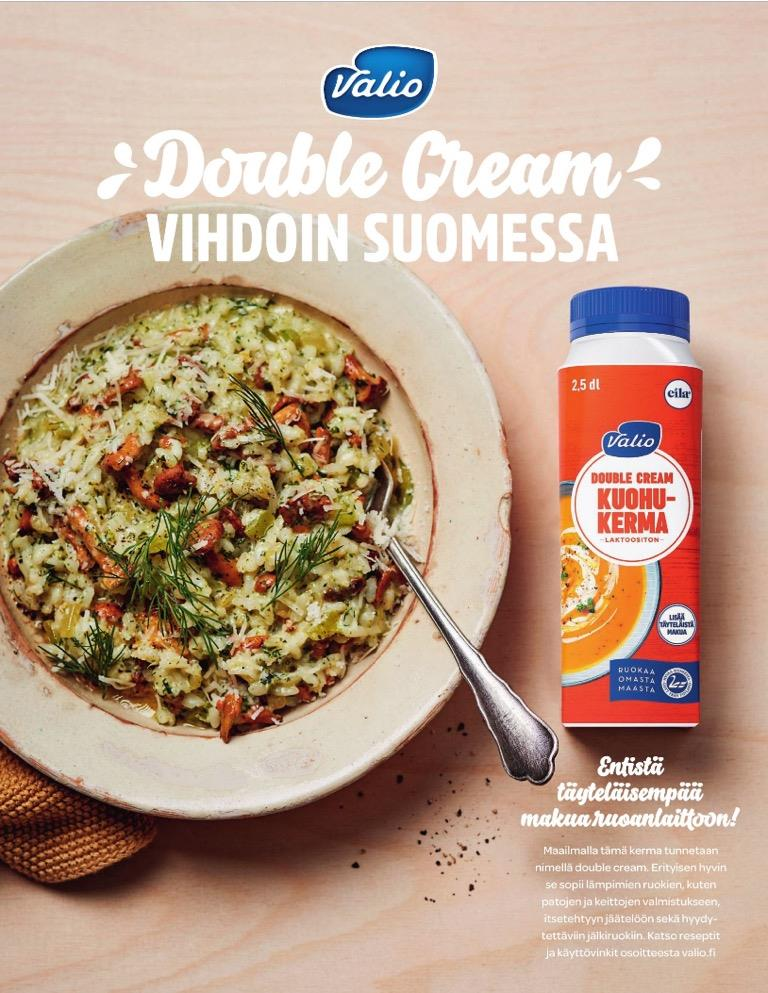 Valio
Double Cream
VIHDOIN SUOMESSA
2,5 dl
eila
Valio
DOUBLE CREAM
KUOHU-
KERMA
-LAKTOOSITON-
LISÄÄ
TÄYTELÄISTÄ
MAKUA
RUOKAA
OMASTA
MAASTA
Entistä
täyteläisempää
makua ruoanlaittoon!
Maailmalla tämä kerma tunnetaan
nimellä double cream. Erityisen hyvin
se sopii lämpimien ruokien, kuten
patojen ja keittojen valmistukseen,
itsetehtyyn jäätelöön sekä hyydy-
tettäviin jälkiruokiin. Katso reseptit
ja käyttövinkit osoitteesta valio.fi